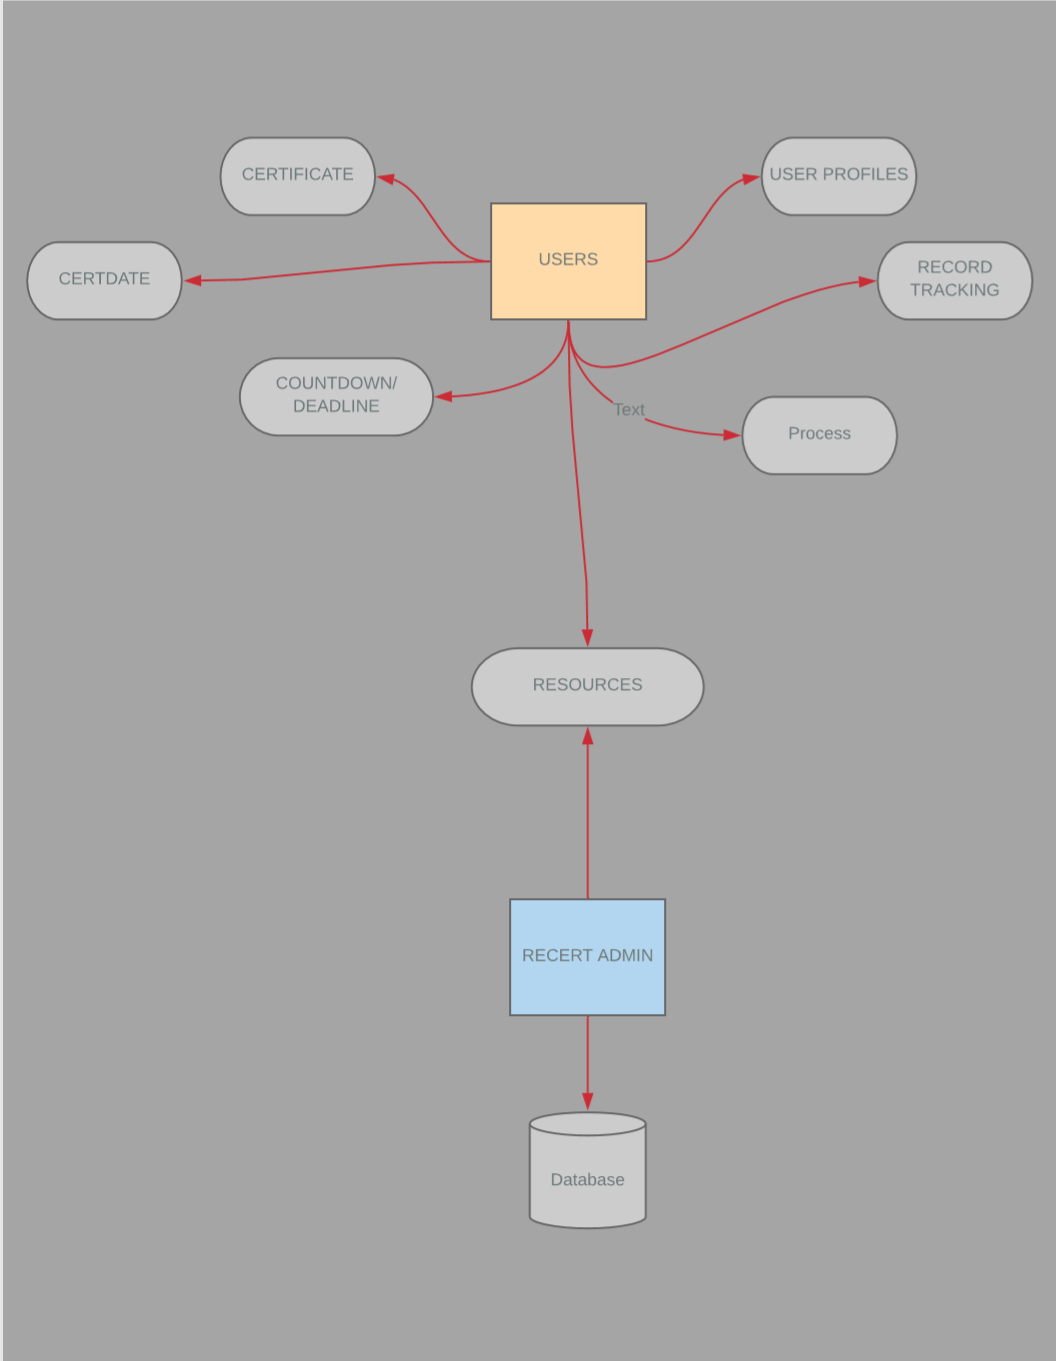 CERTIFICATE
USER PROFILES
USERS
CERTDATE
RECORD
TRACKING
COUNTDOWN/
DEADLINE
Text
Process
RESOURCES
RECERT ADMIN
Database